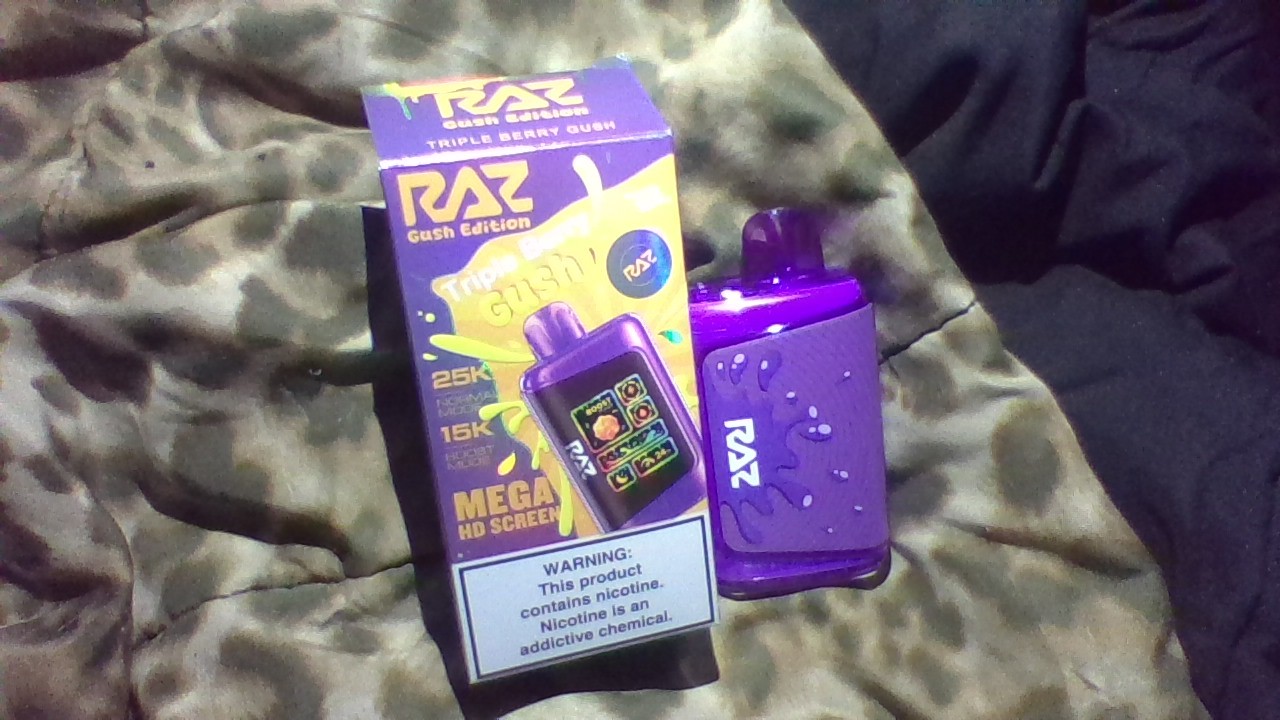 RAZ
Gush Edition
TRIPLE BERRY GUSH
RAZ
Gush Edition
Triple Berry
Gush
RAZ
25K
NORMAL
MODE
15K
BOOST
MODE
MEGA
HD SCREEN
BOOST
RAZ
WARNING:
This product
contains nicotine.
Nicotine is an
addictive chemical.
RAZ